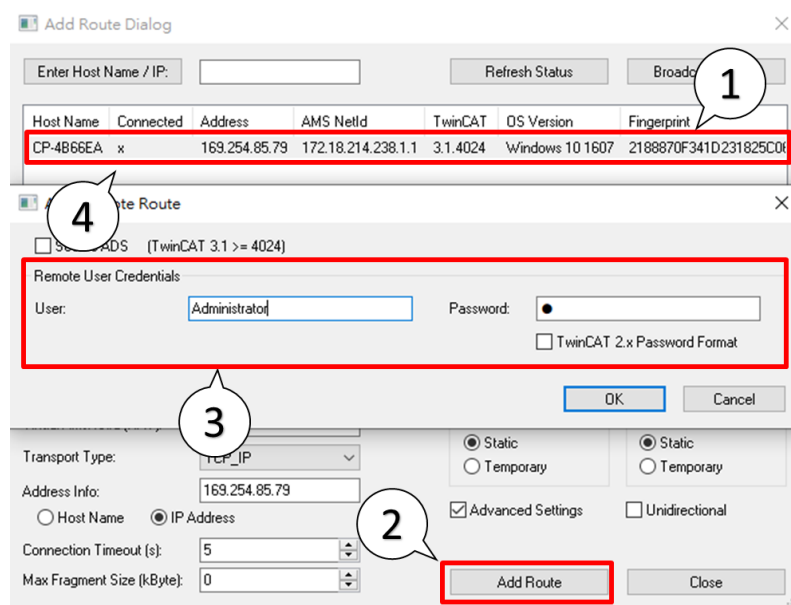 Add Route Dialog
Enter Host Name / IP:
Refresh Status
1
Host Name Connected Address AMS NetId TwinCAT OS Version Fingerprint
CP-4B66EA x 169.254.85.79 172.18.214.238.1.1 3.1.4024 Windows 10 1607 2188870F341D231825C0
4
Route
ADS (TwinCAT 3.1 >= 4024)
Remote User Credentials
User: Administrator Password: ●
TwinCAT 2.x Password Format
OK Cancel
3
Static Static
Transport Type: TCP_IP
Temporary Temporary
Address Info: 169.254.85.79
Host Name IP Address
Advanced Settings Unidirectional
2
Connection Timeout (s): 5
Max Fragment Size (kByte): 0
Add Route Close